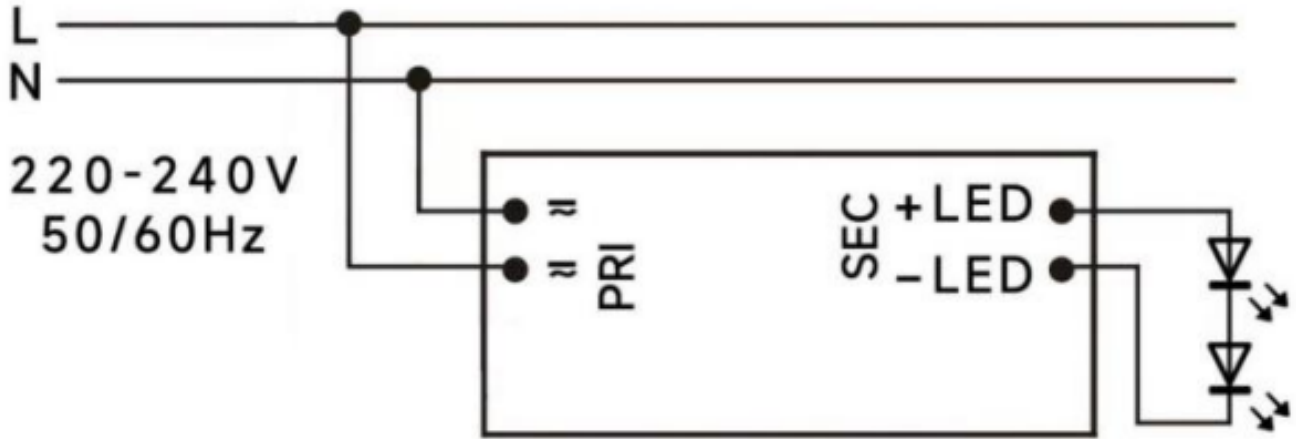 L
N
220-240V
50/60Hz
PRI
SEC
+LED
-LED